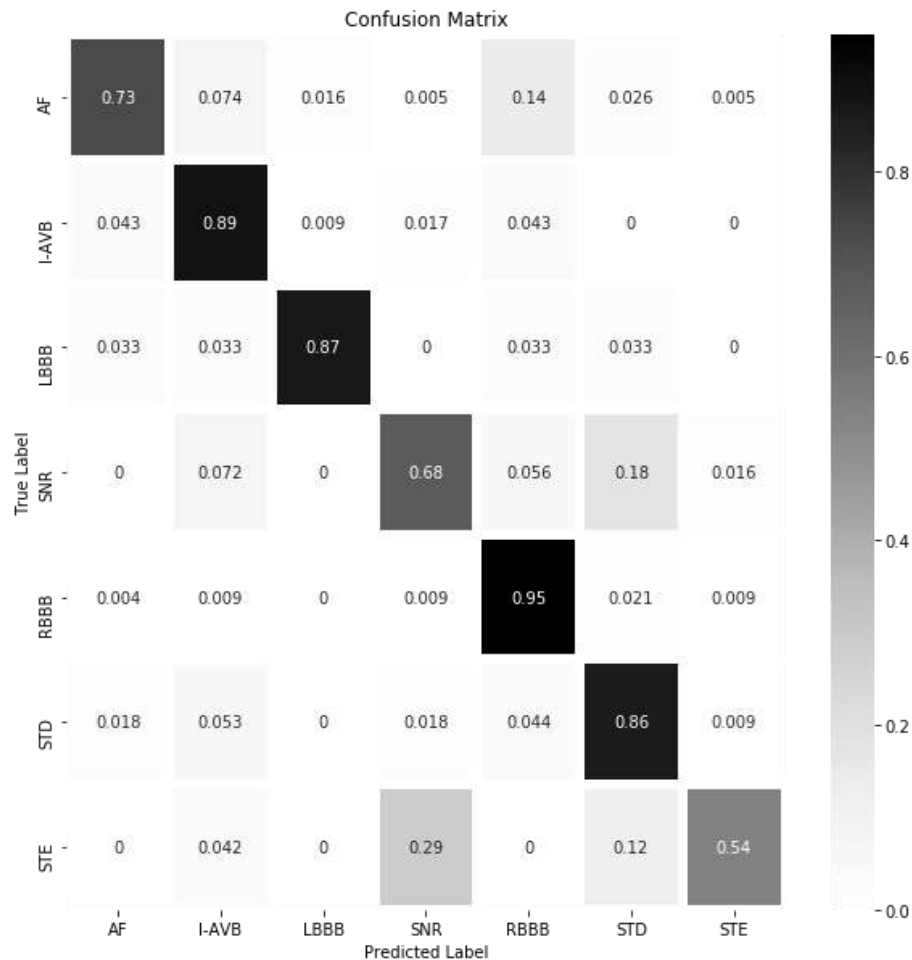 Confusion Matrix
AF 0.73 0.074 0.016 0.005 0.14 0.026 0.005
0.8
I-AVB 0.043 0.89 0.009 0.017 0.043 0 0
LBBB 0.033 0.033 0.87 0 0.033 0.033 0
0.6
True Label
SNR 0 0.072 0 0.68 0.056 0.18 0.016
0.4
RBBB 0.004 0.009 0 0.009 0.95 0.021 0.009
STD 0.018 0.053 0 0.018 0.044 0.86 0.009
0.2
STE 0 0.042 0 0.29 0 0.12 0.54
0.0
AF I-AVB LBBB SNR RBBB STD STE
Predicted Label